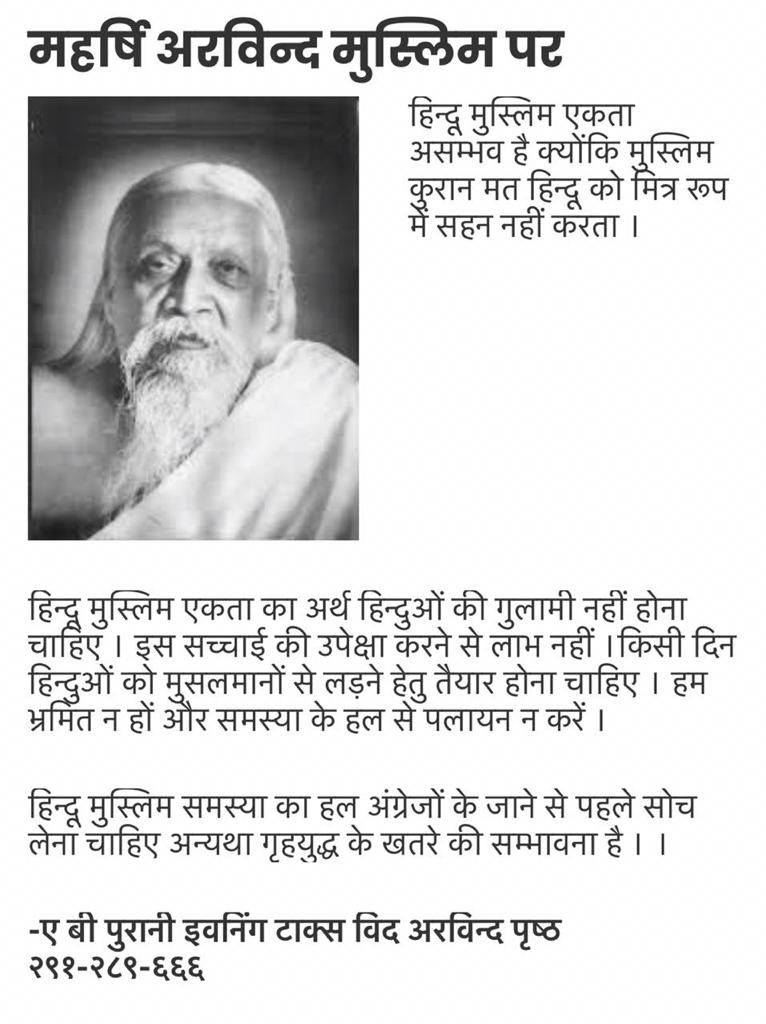 महर्षि अरविन्द मुस्लिम पर
हिन्दू मुस्लिम एकता
असम्भव है क्योंकि मुस्लिम
कुरान मत हिन्दू को मित्र रूप
में सहन नहीं करता ।
हिन्दू मुस्लिम एकता का अर्थ हिन्दुओं की गुलामी नहीं होना
चाहिए । इस सच्चाई की उपेक्षा करने से लाभ नहीं ।किसी दिन
हिन्दुओं को मुसलमानों से लड़ने हेतु तैयार होना चाहिए । हम
भ्रमित न हों और समस्या के हल से पलायन न करें ।
हिन्दू मुस्लिम समस्या का हल अंग्रेजों के जाने से पहले सोच
लेना चाहिए अन्यथा गृहयुद्ध के खतरे की सम्भावना है । ।
-ए बी पुरानी इवनिंग टाक्स विद अरविन्द पृष्ठ
२९१-२८९-६६६